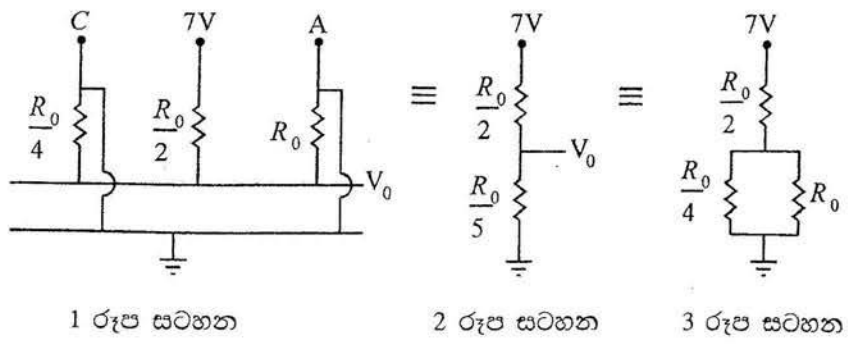 C 7V A 7V 7V
R₀/4 R₀/2 R₀ ≡ R₀/2 ≡ R₀/2
V₀ V₀
R₀/5 R₀/4 R₀
1 රූප සටහන 2 රූප සටහන 3 රූප සටහන